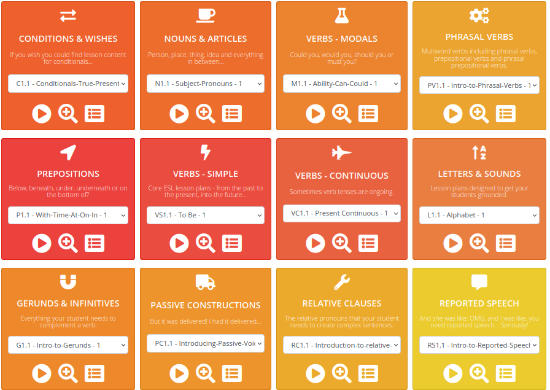 CONDITIONS & WISHES
If you wish you could find lesson content
for conditionals...
C1.1 - Conditionals-True-Present
NOUNS & ARTICLES
Person, place, thing, idea and everything
in between...
N1.1 - Subject-Pronouns - 1
VERBS - MODALS
Could you, would you, should you or
must you?
M1.1 - Ability-Can-Could - 1
PHRASAL VERBS
Multiword verbs including phrasal verbs,
prepositional verbs and phrasal
prepositional verbs.
PV1.1 - Intro-to-Phrasal-Verbs - 1
PREPOSITIONS
Below, beneath, under, underneath or on
the bottom of?
P1.1 - With-Time-At-On-In - 1
VERBS - SIMPLE
Core ESL lesson plans - from the past to
the present, into the future...
VS1.1 - To Be - 1
VERBS - CONTINUOUS
Sometimes verb tenses are ongoing.
VC1.1 - Present Continuous - 1
LETTERS & SOUNDS
Lesson plans designed to get your
students grounded.
L1.1 - Alphabet - 1
GERUNDS & INFINITIVES
Everything your student needs to
complement a verb.
G1.1 - Intro-to-Gerunds - 1
PASSIVE CONSTRUCTIONS
But it was delivered! I had it delivered...
PC1.1 - Introducing-Passive-Voi
RELATIVE CLAUSES
The relative pronouns that your student
needs to create complex sentences.
RC1.1 - Introduction-to-relative-
REPORTED SPEECH
And she was like, OMG, and I was like, you
need reported speech - Seriously!
RS1.1 - Intro-to-Reported-Speech